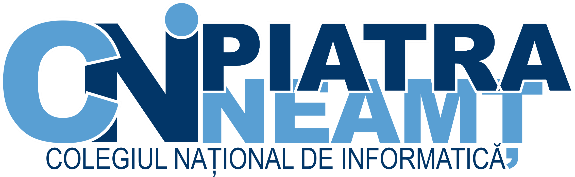 CNI PIATRA
NEAMȚ
COLEGIUL NAȚIONAL DE INFORMATICĂ